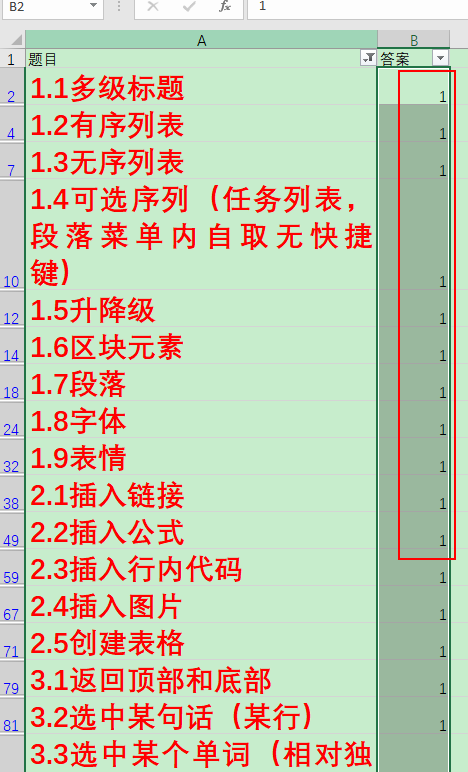 B2 fx 1
A B
1 题目 答案
2 1.1多级标题 1
4 1.2有序列表 1
7 1.3无序列表 1
1.4可选序列（任务列表，
段落菜单内自取无快捷
10 键） 1
12 1.5升降级 1
14 1.6区块元素 1
18 1.7段落 1
24 1.8字体 1
32 1.9表情 1
38 2.1插入链接 1
49 2.2插入公式 1
59 2.3插入行内代码 1
67 2.4插入图片 1
71 2.5创建表格 1
79 3.1返回顶部和底部 1
81 3.2选中某句话（某行） 1
3.3选中某个单词（相对独